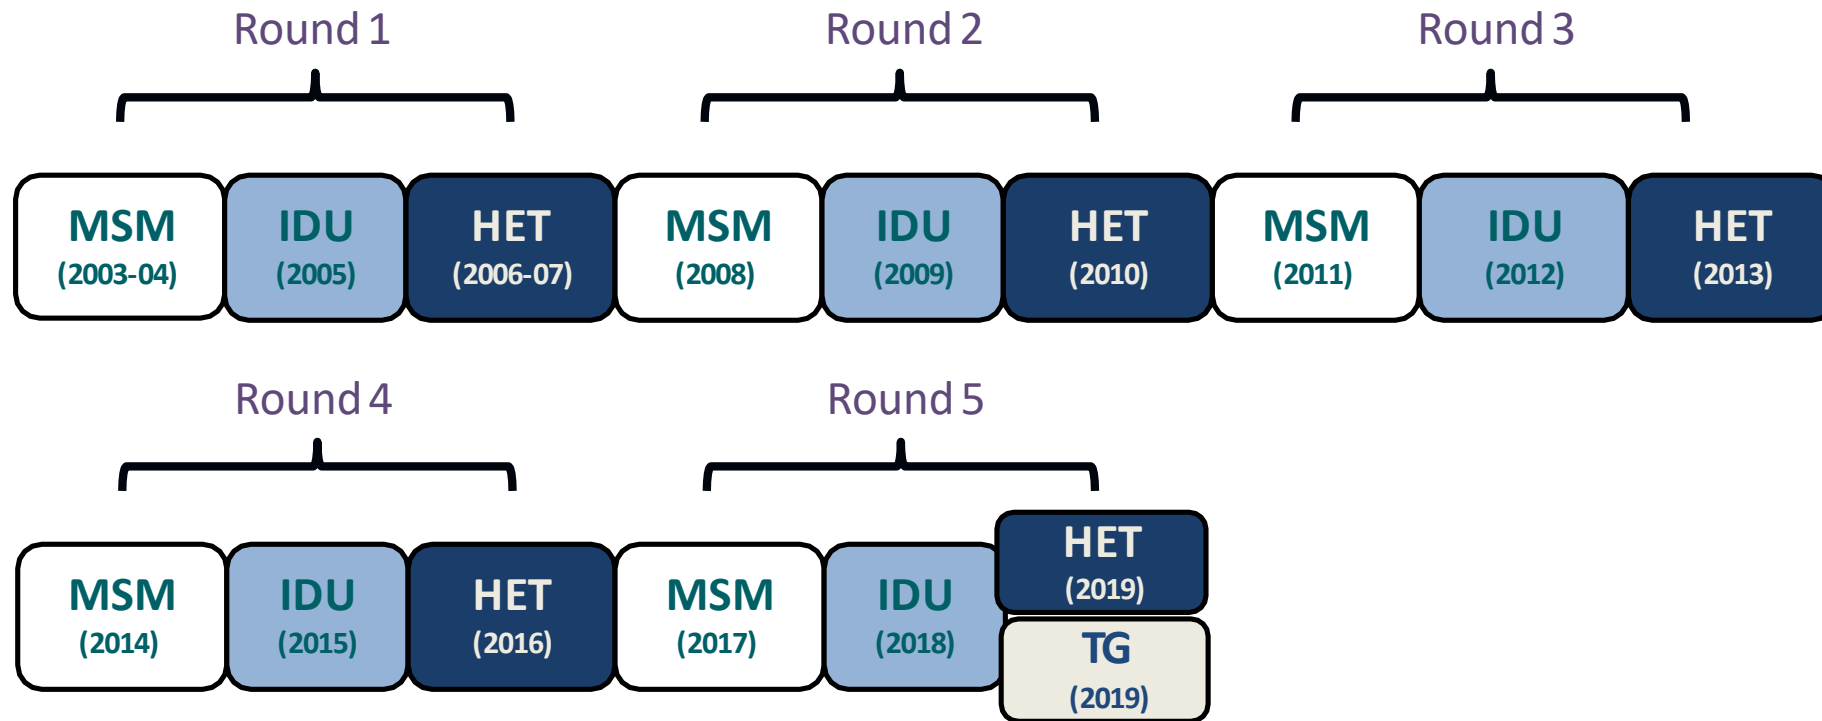 Round 1
Round 2
Round 3
MSM
(2003-04)
IDU
(2005)
HET
(2006-07)
MSM
(2008)
IDU
(2009)
HET
(2010)
MSM
(2011)
IDU
(2012)
HET
(2013)
Round 4
Round 5
MSM
(2014)
IDU
(2015)
HET
(2016)
MSM
(2017)
IDU
(2018)
HET
(2019)
TG
(2019)